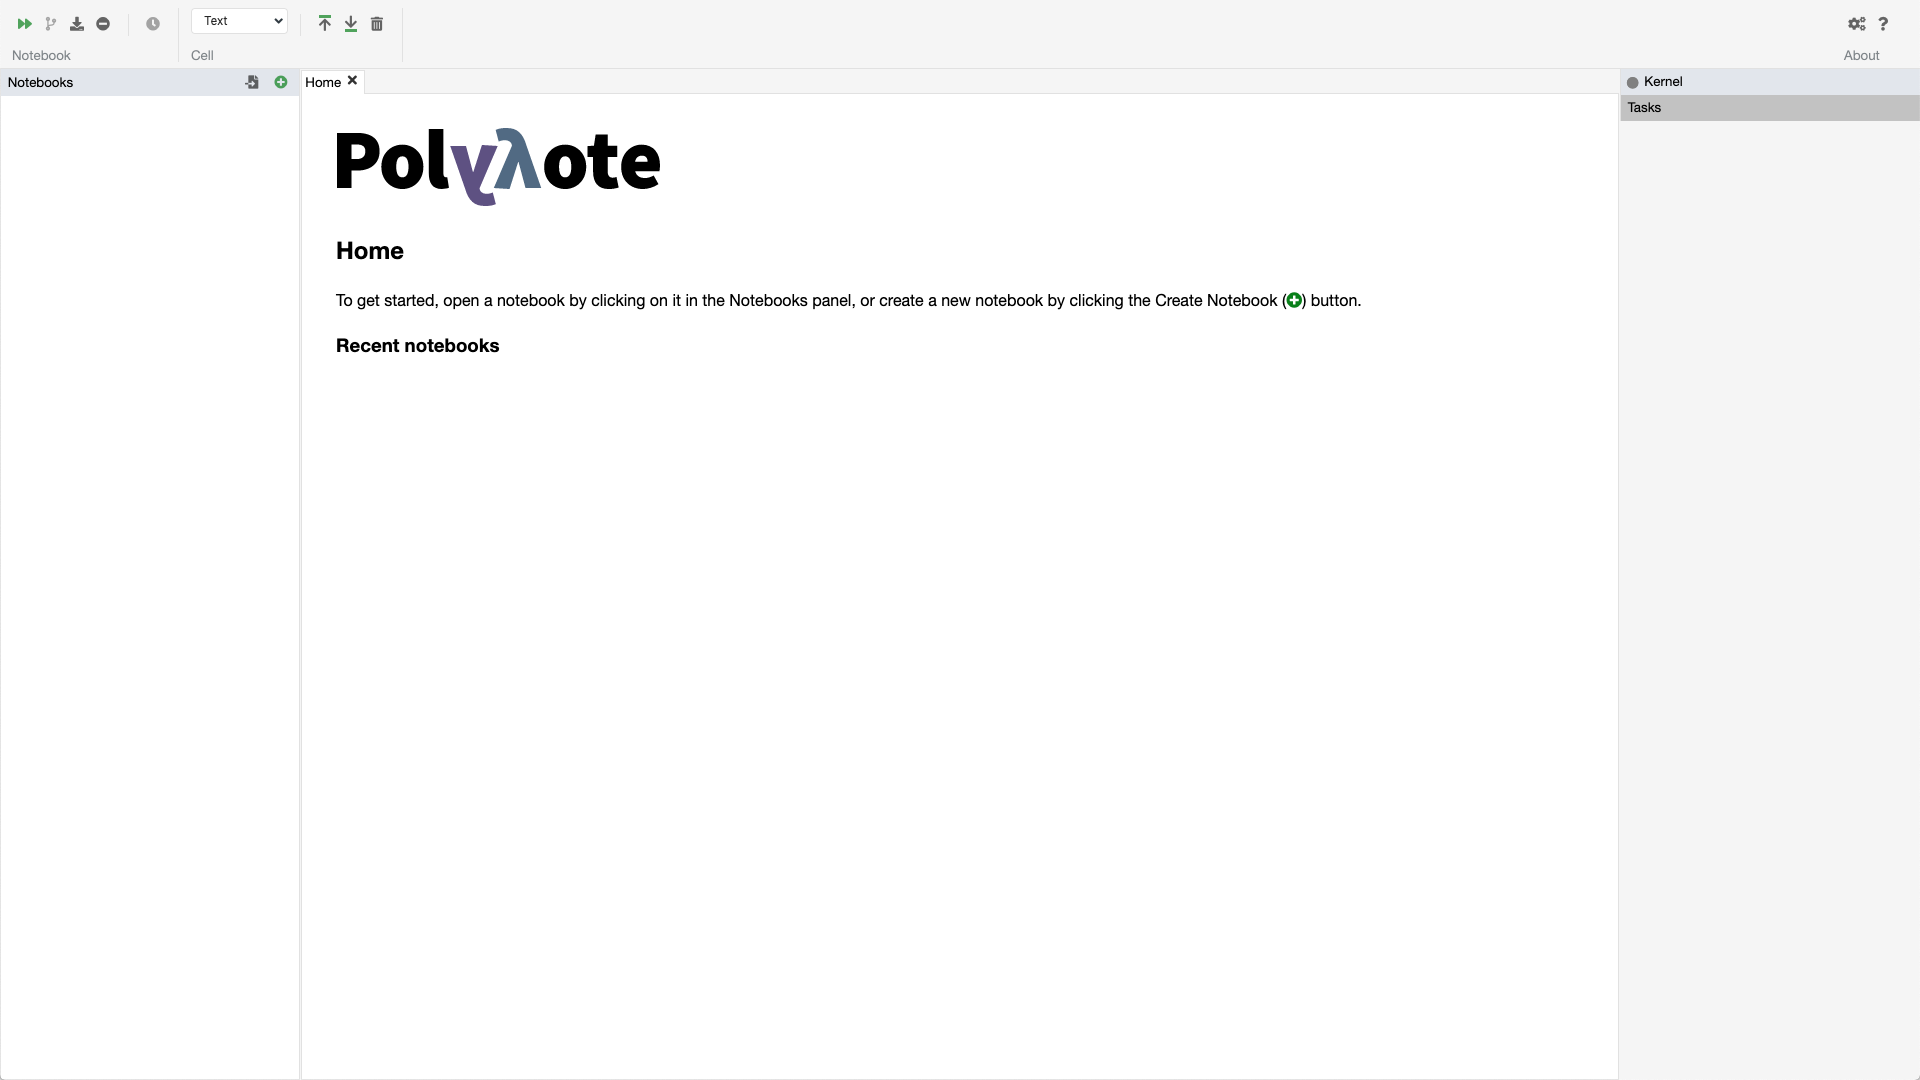 Text
Notebook
Cell
About
Notebooks
Home
Kernel
Tasks
Polyλote
Home
To get started, open a notebook by clicking on it in the Notebooks panel, or create a new notebook by clicking the Create Notebook () button.
Recent notebooks